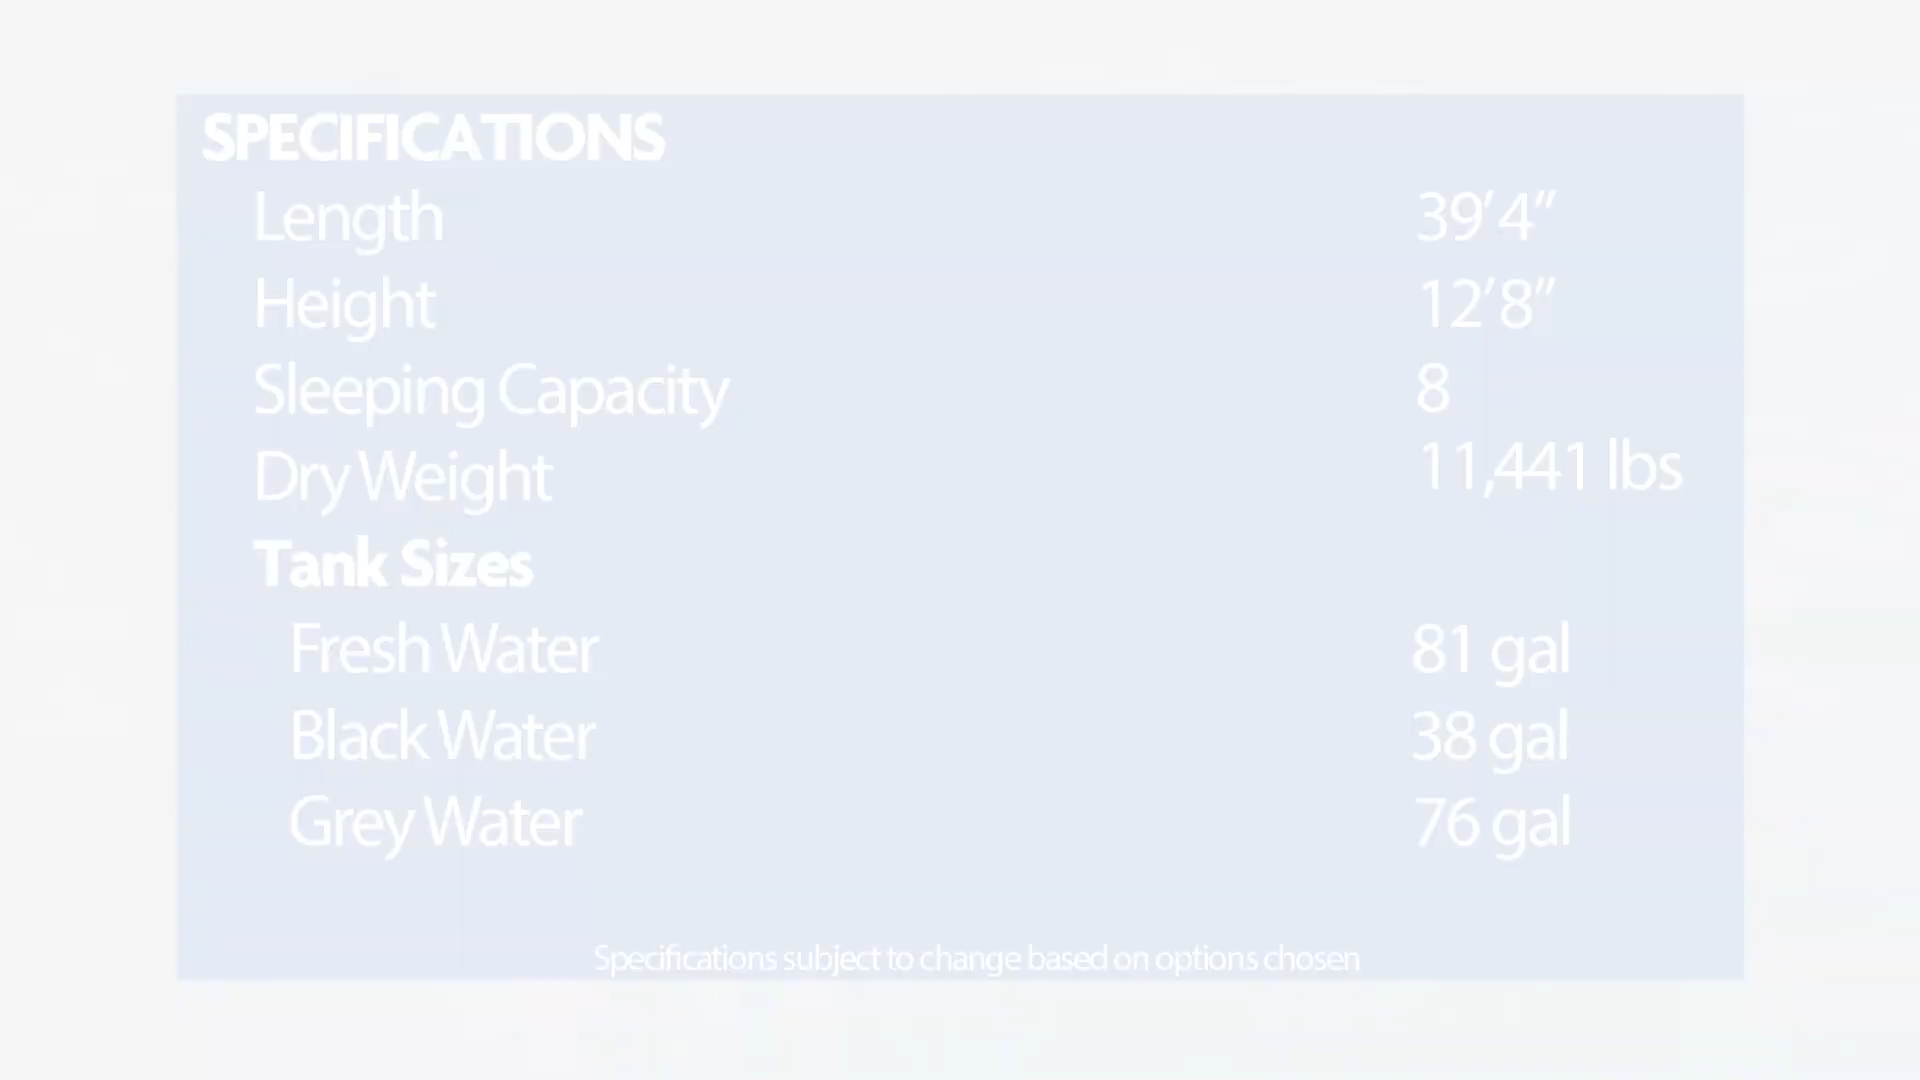 SPECIFICATIONS
Length 39’4”
Height 12’8”
Sleeping Capacity 8
Dry Weight 11,441 lbs
Tank Sizes
Fresh Water 81 gal
Black Water 38 gal
Grey Water 76 gal
Specifications subject to change based on options chosen